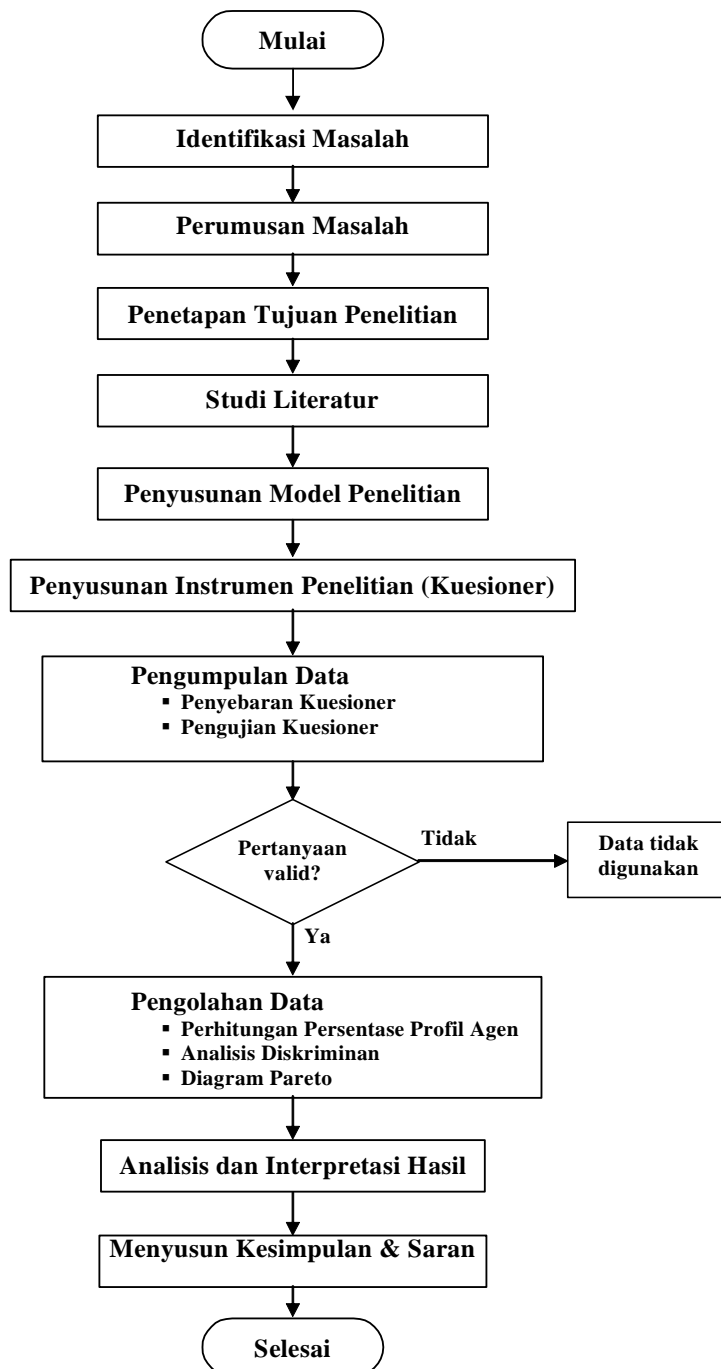 Mulai
Identifikasi Masalah
Perumusan Masalah
Penetapan Tujuan Penelitian
Studi Literatur
Penyusunan Model Penelitian
Penyusunan Instrumen Penelitian (Kuesioner)
Pengumpulan Data
▪ Penyebaran Kuesioner
▪ Pengujian Kuesioner
Pertanyaan
valid?
Tidak
Data tidak
digunakan
Ya
Pengolahan Data
▪ Perhitungan Persentase Profil Agen
▪ Analisis Diskriminan
▪ Diagram Pareto
Analisis dan Interpretasi Hasil
Menyusun Kesimpulan & Saran
Selesai